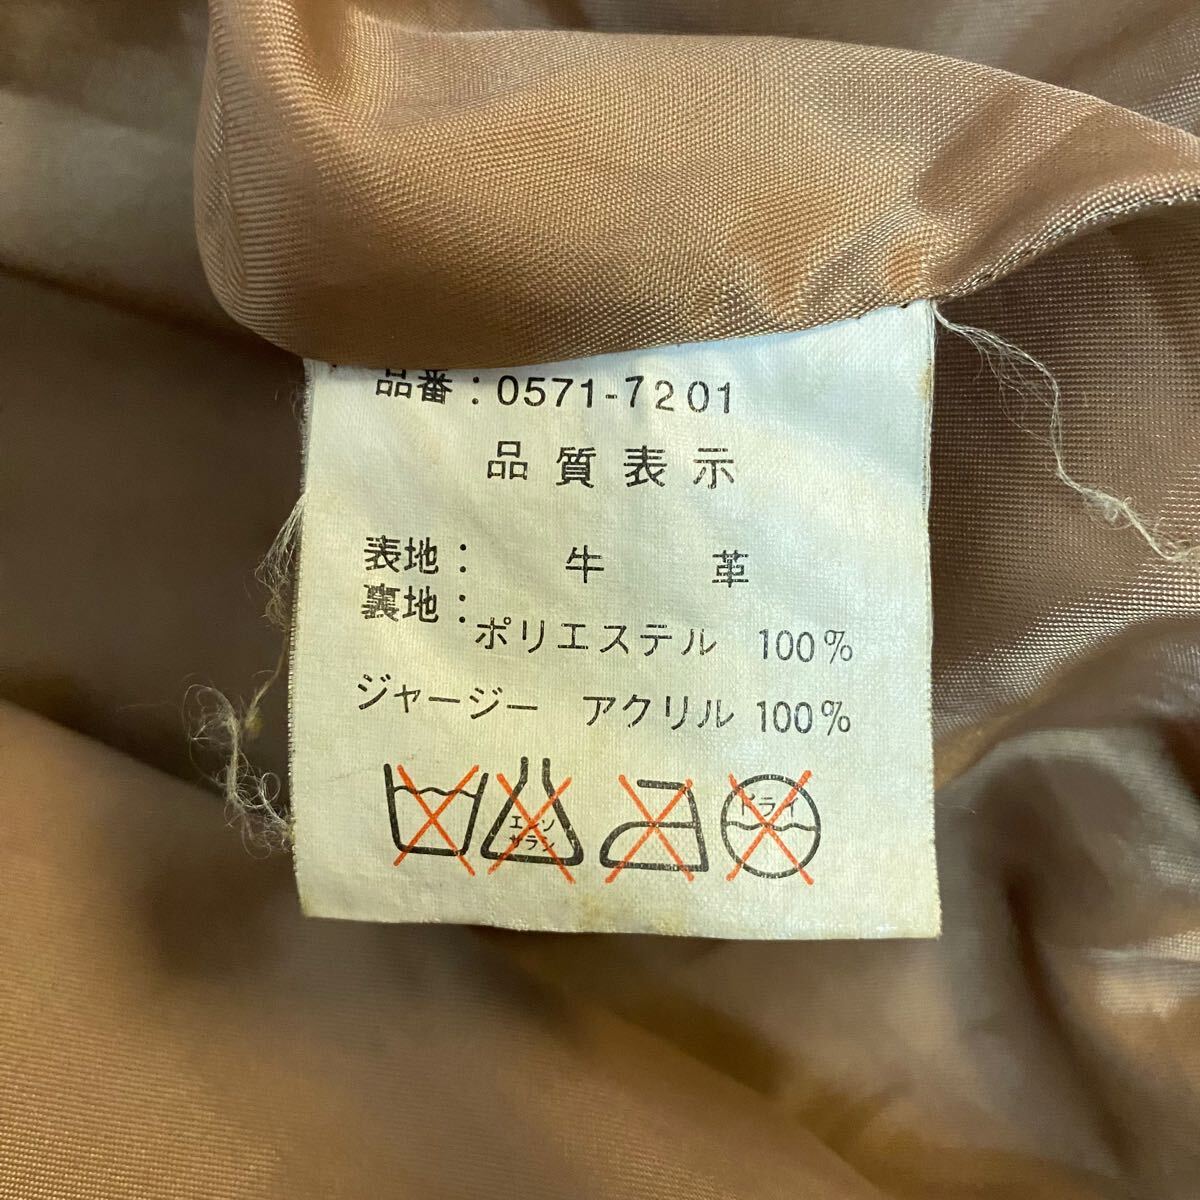 品番：0571-7201
品質表示
表地：牛革
裏地：ポリエステル 100%
ジャージー アクリル 100%
エンソサラン
ドライ